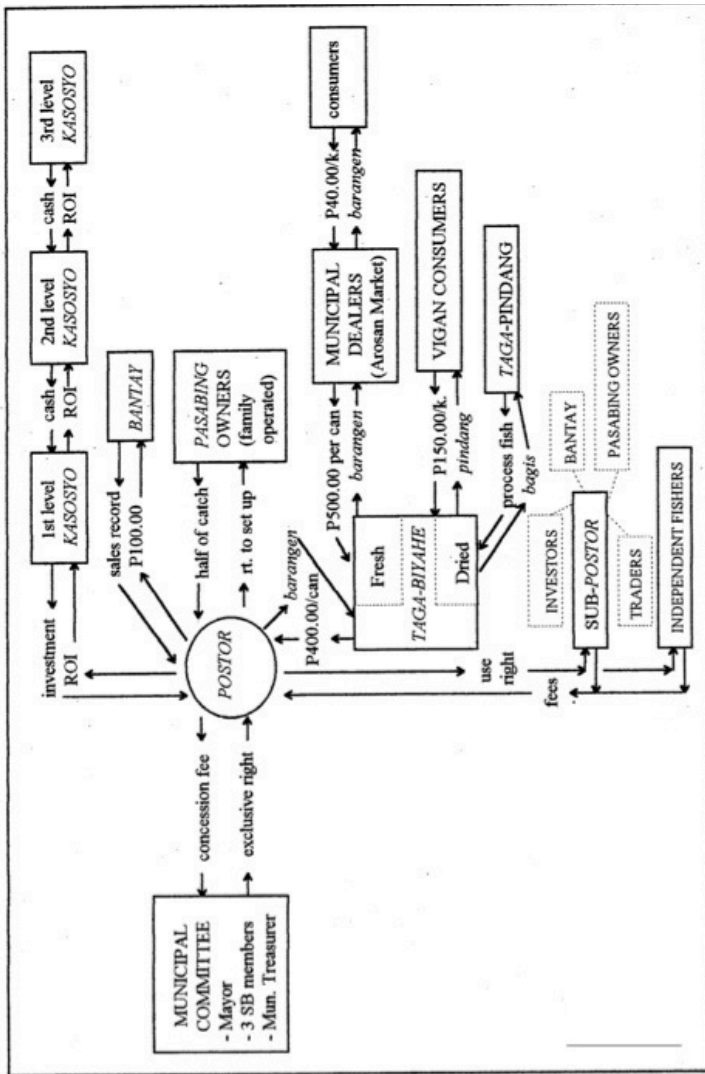 MUNICIPAL
COMMITTEE
- Mayor
- 3 SB members
- Mun. Treasurer
concession fee
exclusive right
POSTOR
investment
ROI
1st level
KASOSYO
cash
ROI
2nd level
KASOSYO
cash
ROI
3rd level
KASOSYO
sales record
P100.00
BANTAY
half of catch
rt. to set up
PASABING
OWNERS
(family
operated)
barangen
P400.00/can
Fresh
TAGA-BIYAHE
Dried
P500.00 per can
barangen
MUNICIPAL
DEALERS
(Arosan Market)
P40.00/k.
barangen
consumers
P150.00/k.
pindang
VIGAN CONSUMERS
process fish
bagis
TAGA-PINDANG
use
right
fees
INVESTORS
BANTAY
SUB-POSTOR
TRADERS
PASABING OWNERS
INDEPENDENT FISHERS